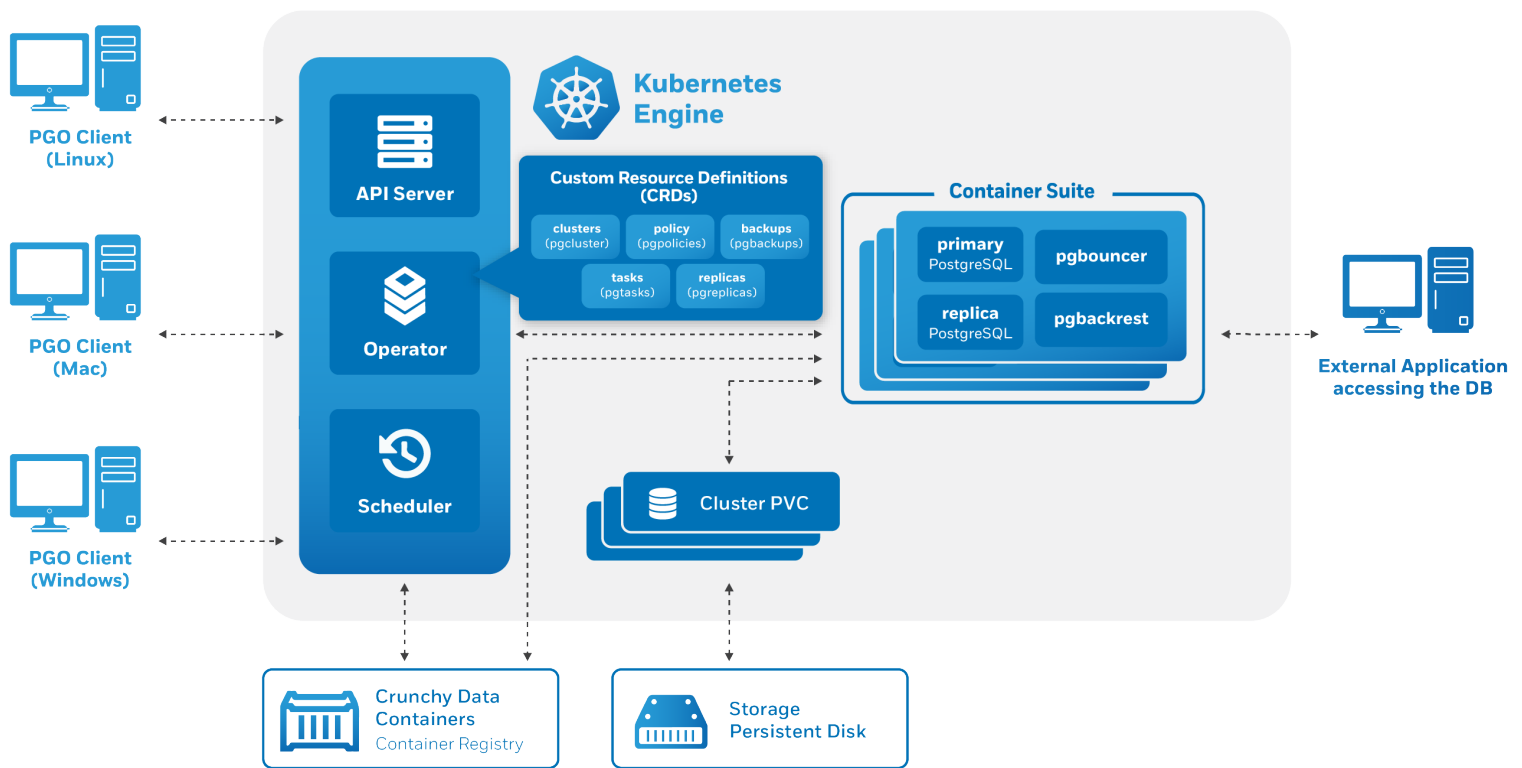 PGO Client
(Linux)
PGO Client
(Mac)
PGO Client
(Windows)
API Server
Operator
Scheduler
Kubernetes
Engine
Custom Resource Definitions
(CRDs)
clusters
(pgcluster)
policy
(pgpolicies)
backups
(pgbackups)
tasks
(pgtasks)
replicas
(pgreplicas)
Container Suite
primary
PostgreSQL
pgbouncer
replica
PostgreSQL
pgbackrest
Cluster PVC
External Application
accessing the DB
Crunchy Data
Containers
Container Registry
Storage
Persistent Disk